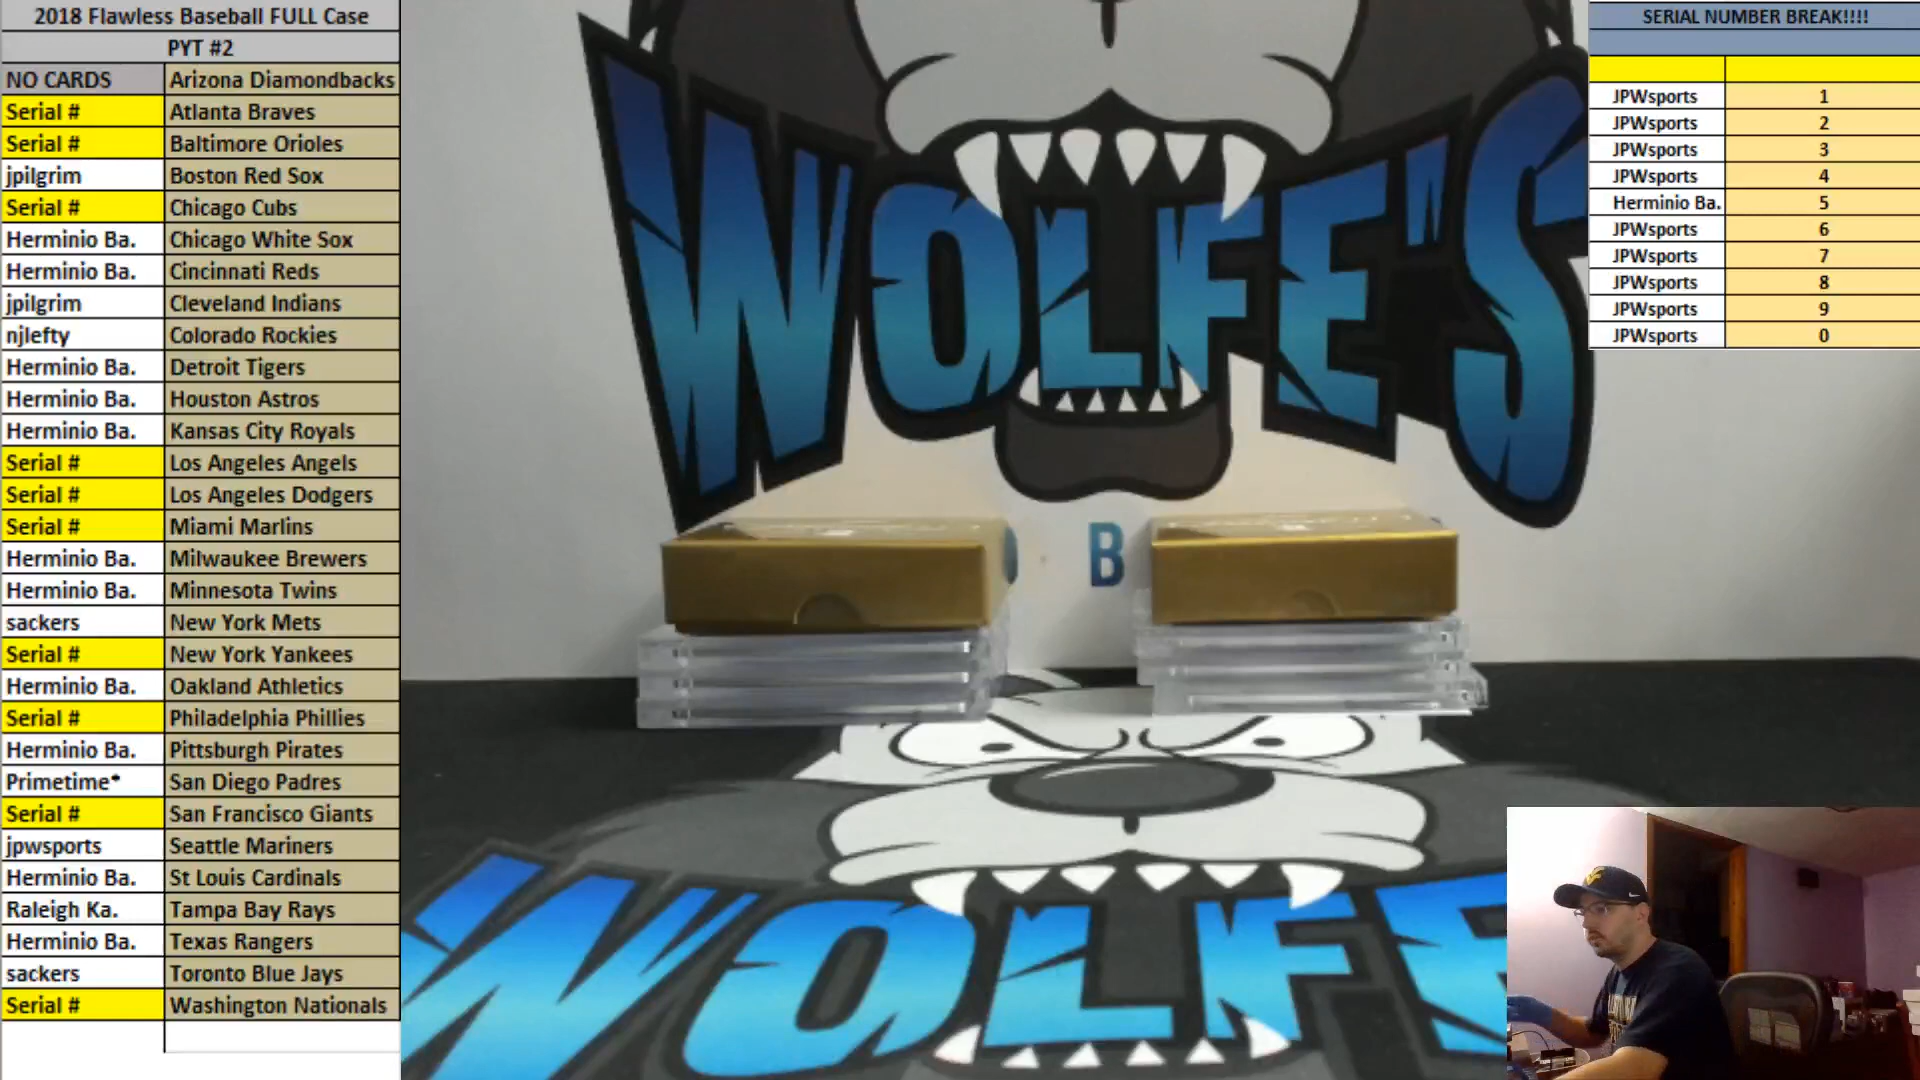 2018 Flawless Baseball FULL Case
PYT #2
NO CARDS Arizona Diamondbacks
Serial # Atlanta Braves
Serial # Baltimore Orioles
jpilgrim Boston Red Sox
Serial # Chicago Cubs
Herminio Ba. Chicago White Sox
Herminio Ba. Cincinnati Reds
jpilgrim Cleveland Indians
njlefty Colorado Rockies
Herminio Ba. Detroit Tigers
Herminio Ba. Houston Astros
Herminio Ba. Kansas City Royals
Serial # Los Angeles Angels
Serial # Los Angeles Dodgers
Serial # Miami Marlins
Herminio Ba. Milwaukee Brewers
Herminio Ba. Minnesota Twins
sackers New York Mets
Serial # New York Yankees
Herminio Ba. Oakland Athletics
Serial # Philadelphia Phillies
Herminio Ba. Pittsburgh Pirates
Primetime* San Diego Padres
Serial # San Francisco Giants
jpwsports Seattle Mariners
Herminio Ba. St Louis Cardinals
Raleigh Ka. Tampa Bay Rays
Herminio Ba. Texas Rangers
sackers Toronto Blue Jays
Serial # Washington Nationals
WOLFE'S
B
WOLFE
SERIAL NUMBER BREAK!!!!
JPWsports 1
JPWsports 2
JPWsports 3
JPWsports 4
Herminio Ba. 5
JPWsports 6
JPWsports 7
JPWsports 8
JPWsports 9
JPWsports 0